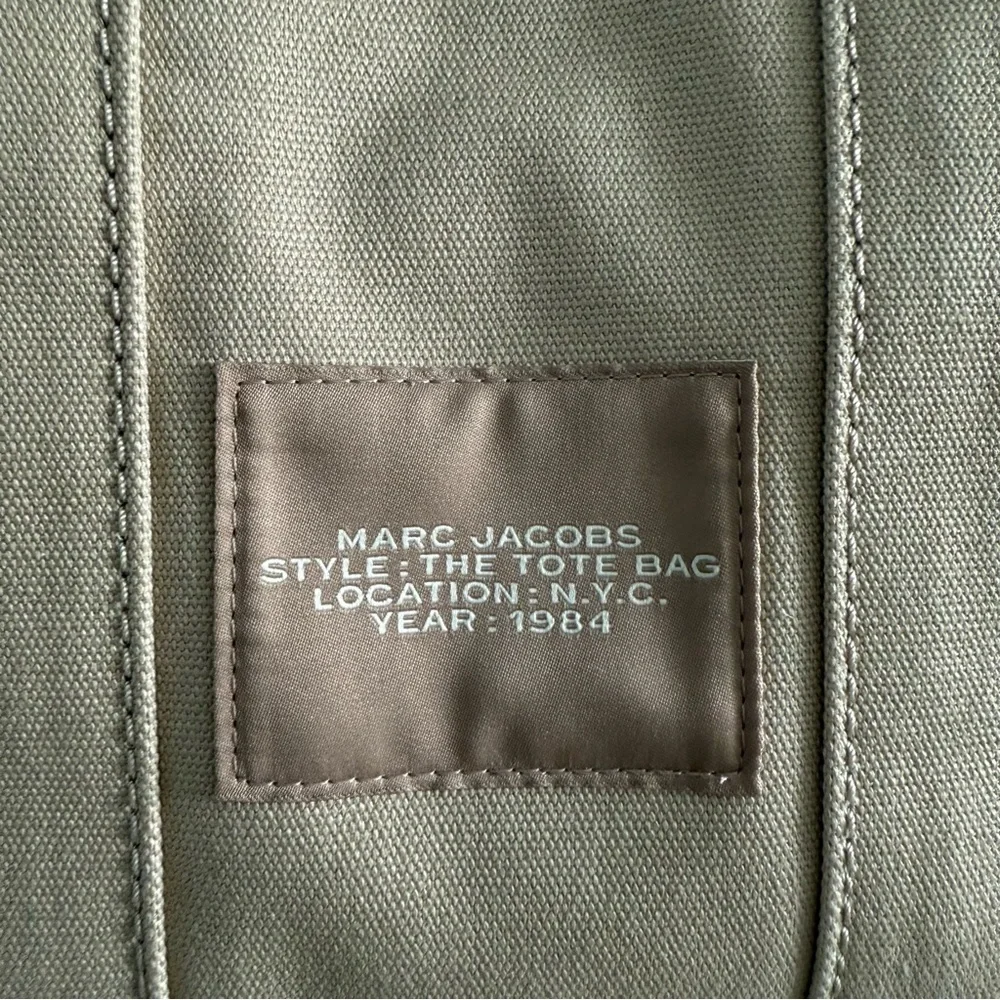 MARC JACOBS
STYLE : THE TOTE BAG
LOCATION : N.Y.C.
YEAR : 1984